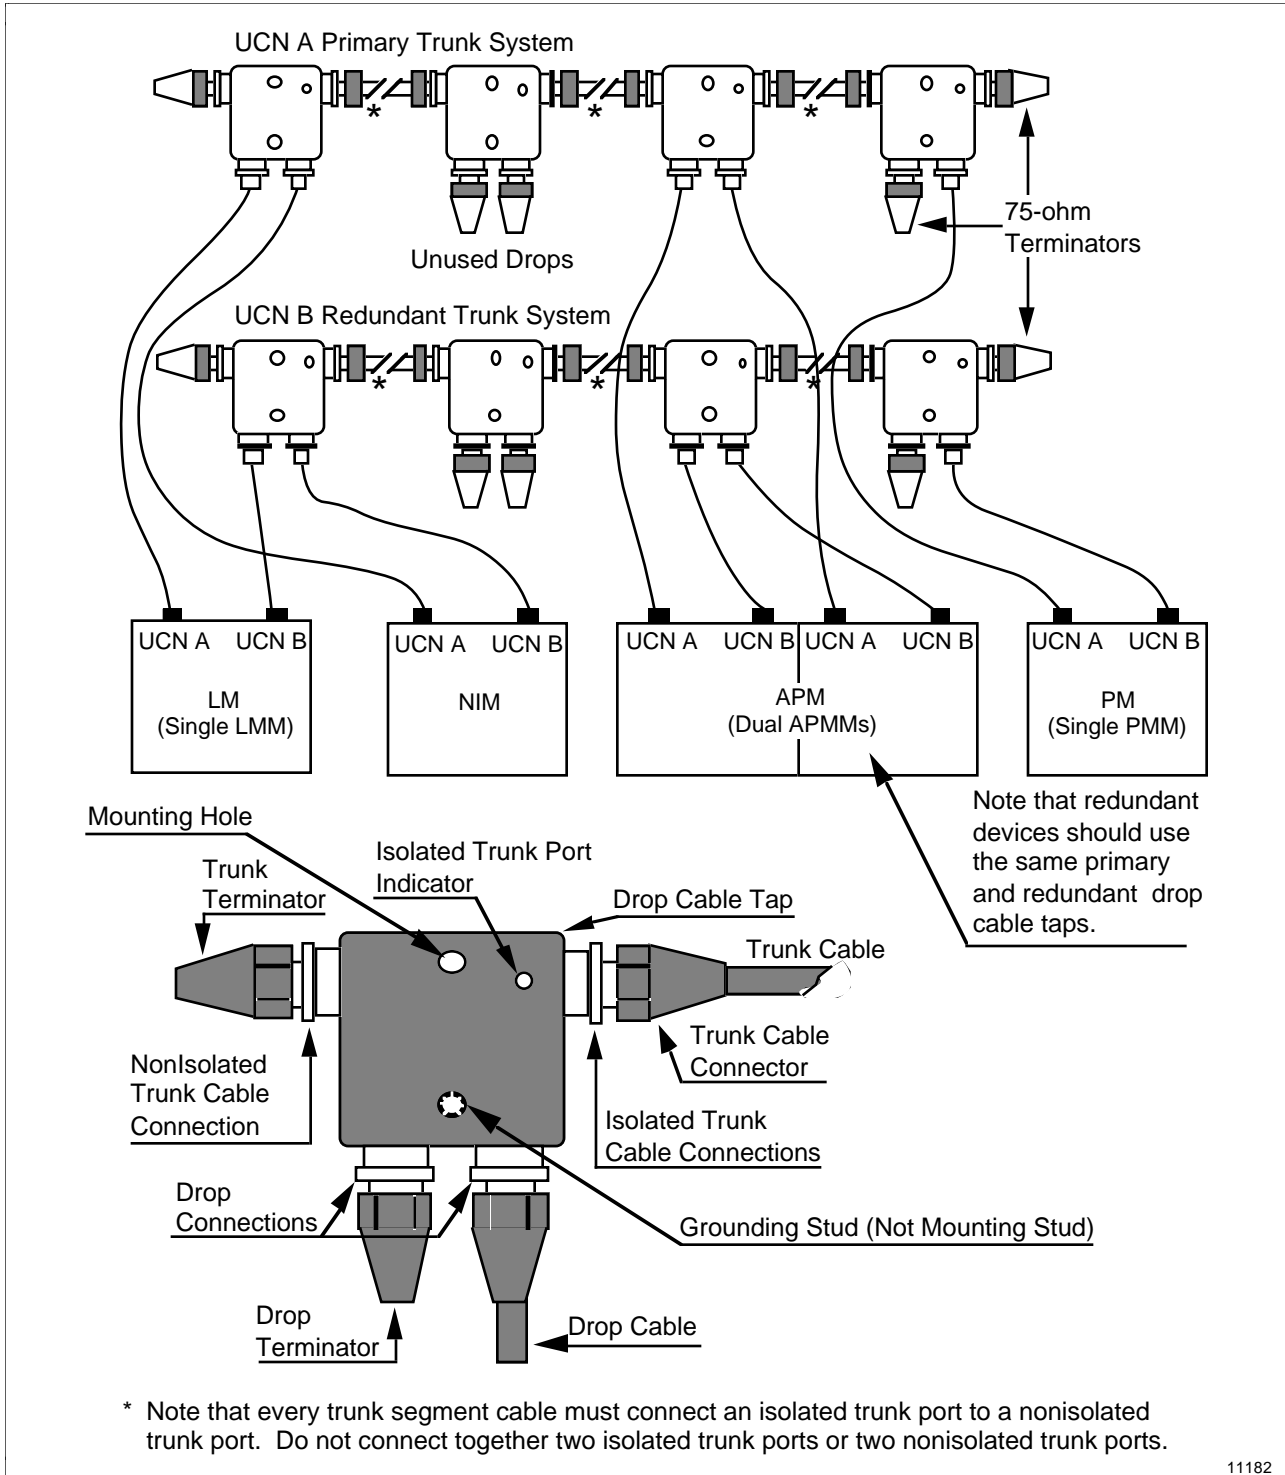 UCN A Primary Trunk System
*
*
*
75-ohm
Terminators
Unused Drops
UCN B Redundant Trunk System
*
*
*
UCN A
UCN B
LM
(Single LMM)
UCN A
UCN B
NIM
UCN A
UCN B
UCN A
UCN B
APM
(Dual APMMs)
UCN A
UCN B
PM
(Single PMM)
Note that redundant
devices should use
the same primary
and redundant drop
cable taps.
Mounting Hole
Trunk
Terminator
Isolated Trunk Port
Indicator
Drop Cable Tap
Trunk Cable
Trunk Cable
Connector
NonIsolated
Trunk Cable
Connection
Isolated Trunk
Cable Connections
Drop
Connections
Grounding Stud (Not Mounting Stud)
Drop
Terminator
Drop Cable
* Note that every trunk segment cable must connect an isolated trunk port to a nonisolated
trunk port. Do not connect together two isolated trunk ports or two nonisolated trunk ports.
11182